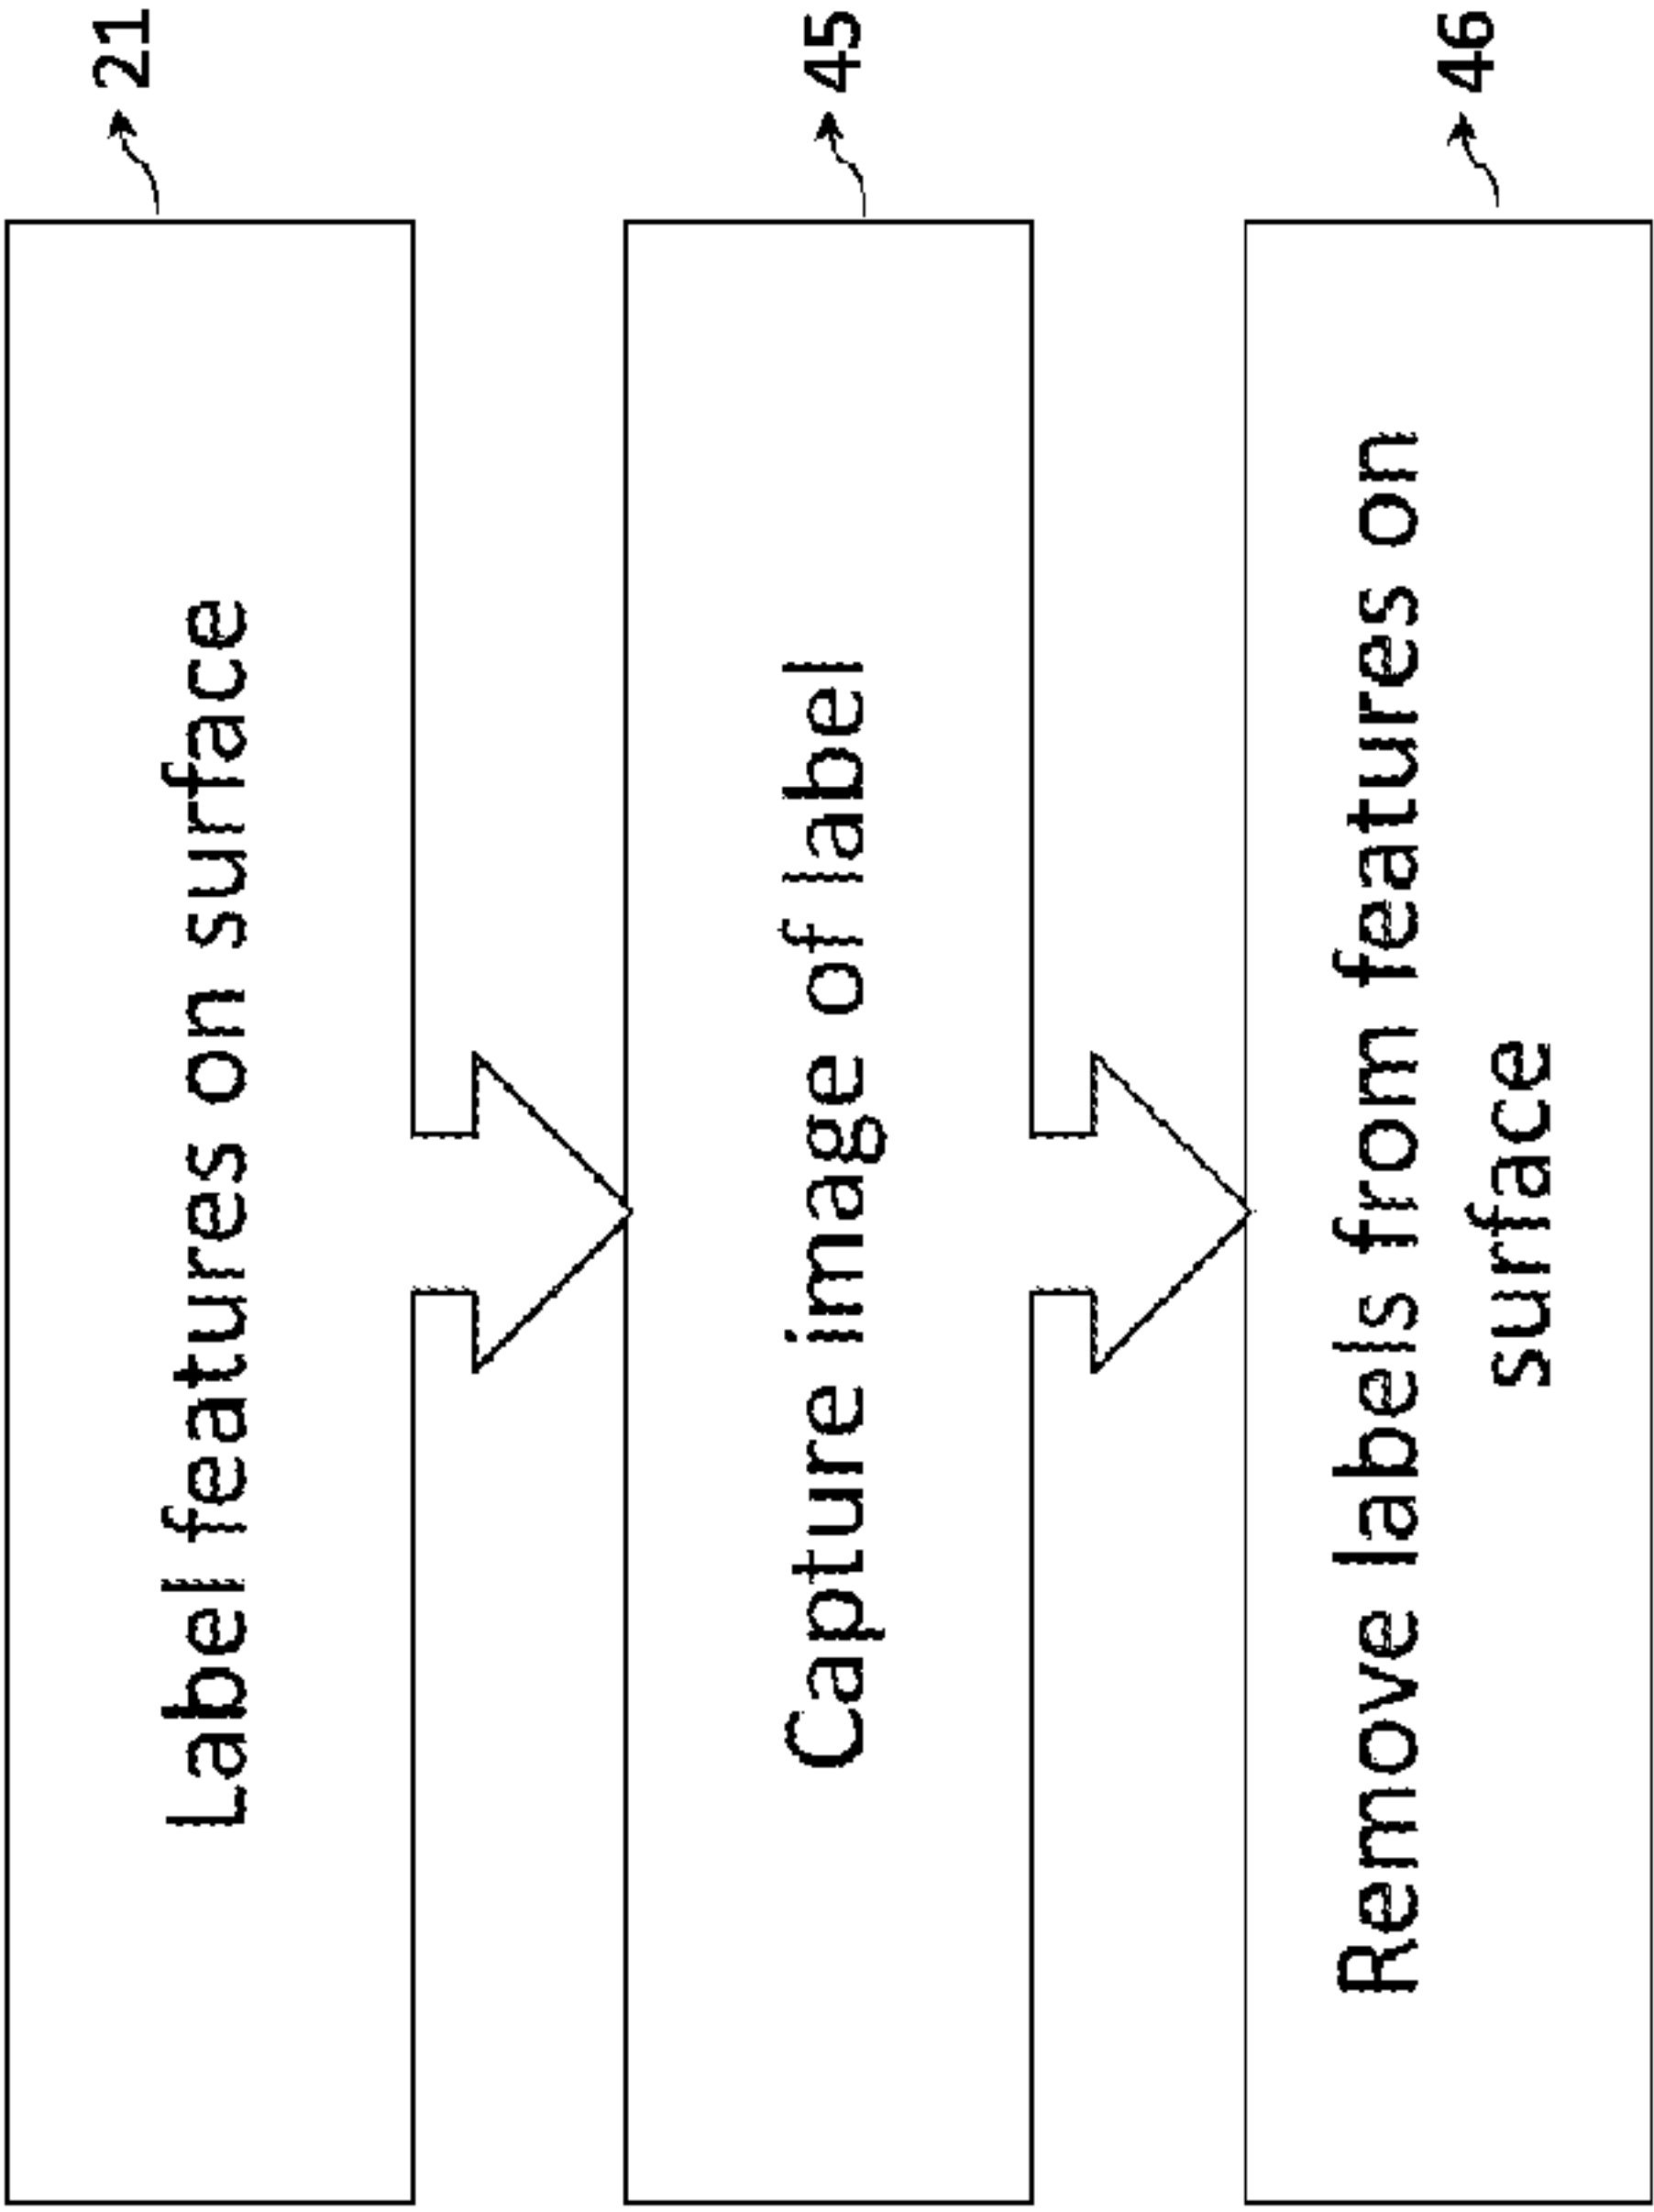 Label features on surface
21
Capture image of label
45
Remove labels from features on
surface
46